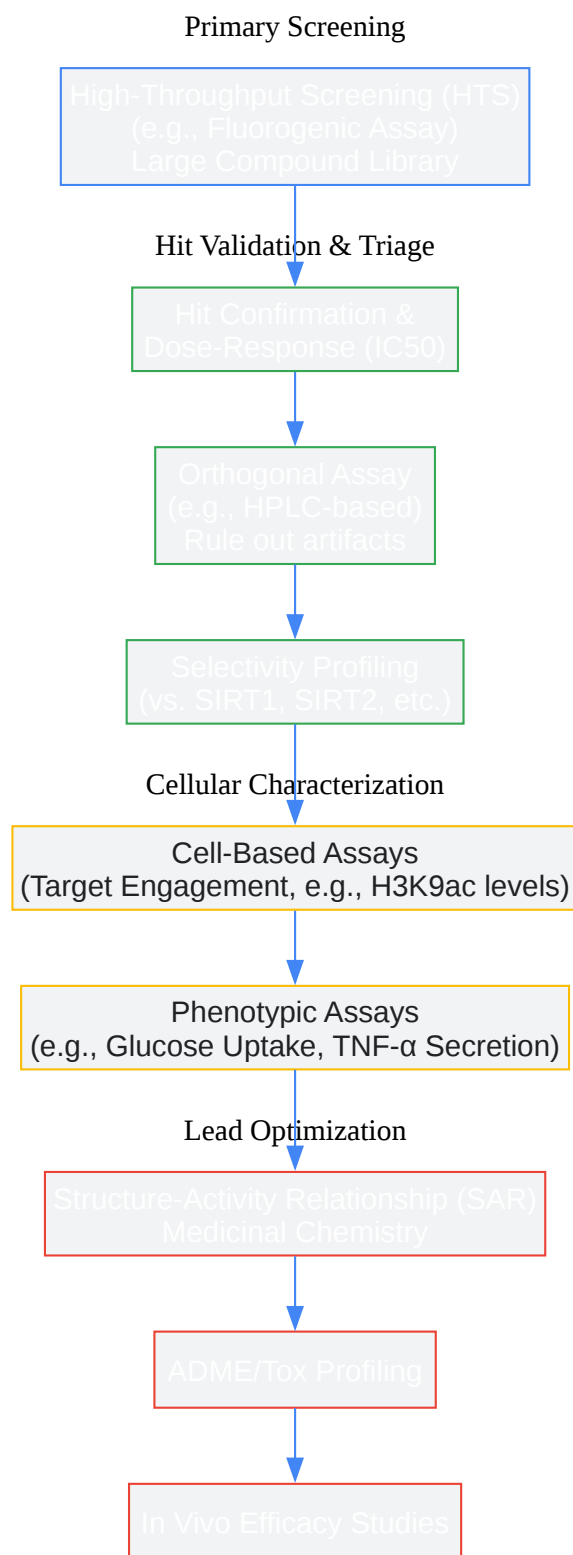 Primary Screening
High-Throughput Screening (HTS)
(e.g., Fluorogenic Assay)
Large Compound Library
Hit Validation & Triage
Hit Confirmation &
Dose-Response (IC50)
Orthogonal Assay
(e.g., HPLC-based)
Rule out artifacts
Selectivity Profiling
(vs. SIRT1, SIRT2, etc.)
Cellular Characterization
Cell-Based Assays
(Target Engagement, e.g., H3K9ac levels)
Phenotypic Assays
(e.g., Glucose Uptake, TNF-α Secretion)
Lead Optimization
Structure-Activity Relationship (SAR)
Medicinal Chemistry
ADME/Tox Profiling
In Vivo Efficacy Studies